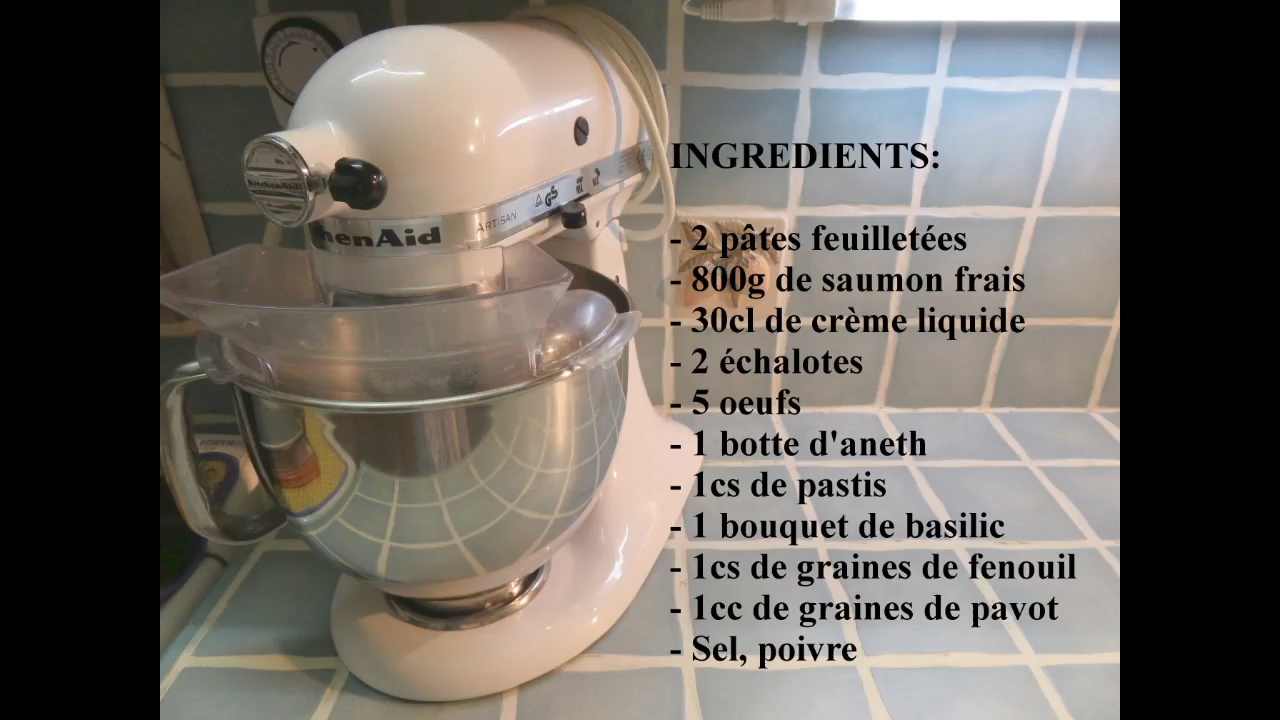 KitchenAid
henAid
ARTISAN
INGREDIENTS:
- 2 pâtes feuilletées
- 800g de saumon frais
- 30cl de crème liquide
- 2 échalotes
- 5 oeufs
- 1 botte d'aneth
- 1cs de pastis
- 1 bouquet de basilic
- 1cs de graines de fenouil
- 1cc de graines de pavot
- Sel, poivre